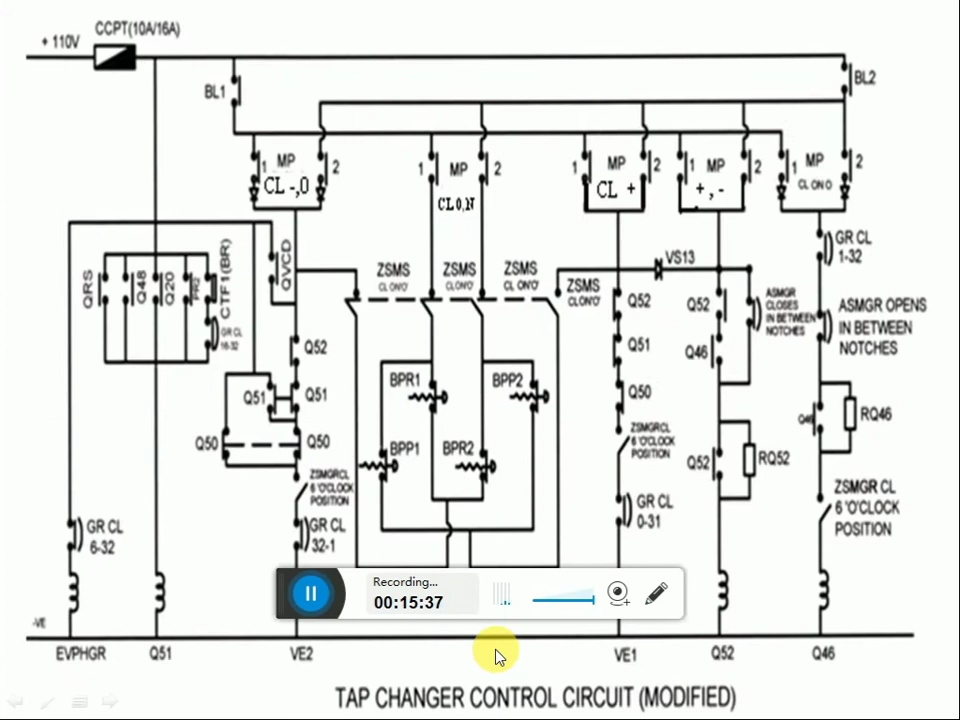 CCPT(10A/16A)
+ 110V
BL1
BL2
1 MP 2
CL -,0
1 MP 2
CL 0,N
1 MP 2
CL +
1 MP 2
+ , -
1 MP 2
CL ON O
GR CL
1-32
QVCD
ZSMS
CL ON'O'
ZSMS
CL ON'O'
ZSMS
CL ON'O'
ZSMS
CL ON'O'
VS13
QRS
Q48
Q20
PR2
CTF1(BR)
GR CL
16-32
Q52
Q52
Q52
ASMGR
CLOSES
IN BETWEEN
NOTCHES
ASMGR OPENS
IN BETWEEN
NOTCHES
Q51
Q46
BPR1
BPP2
Q51
Q51
Q50
Q46
RQ46
Q50
Q50
ZSMGRCL
6 'O'CLOCK
POSITION
BPP1
BPR2
Q52
RQ52
ZSMGRCL
6 'O'CLOCK
POSITION
ZSMGR CL
6 'O'CLOCK
POSITION
GR CL
6-32
GR CL
32-1
GR CL
0-31
Recording...
00:15:37
-VE
EVPHGR
Q51
VE2
VE1
Q52
Q46
TAP CHANGER CONTROL CIRCUIT (MODIFIED)